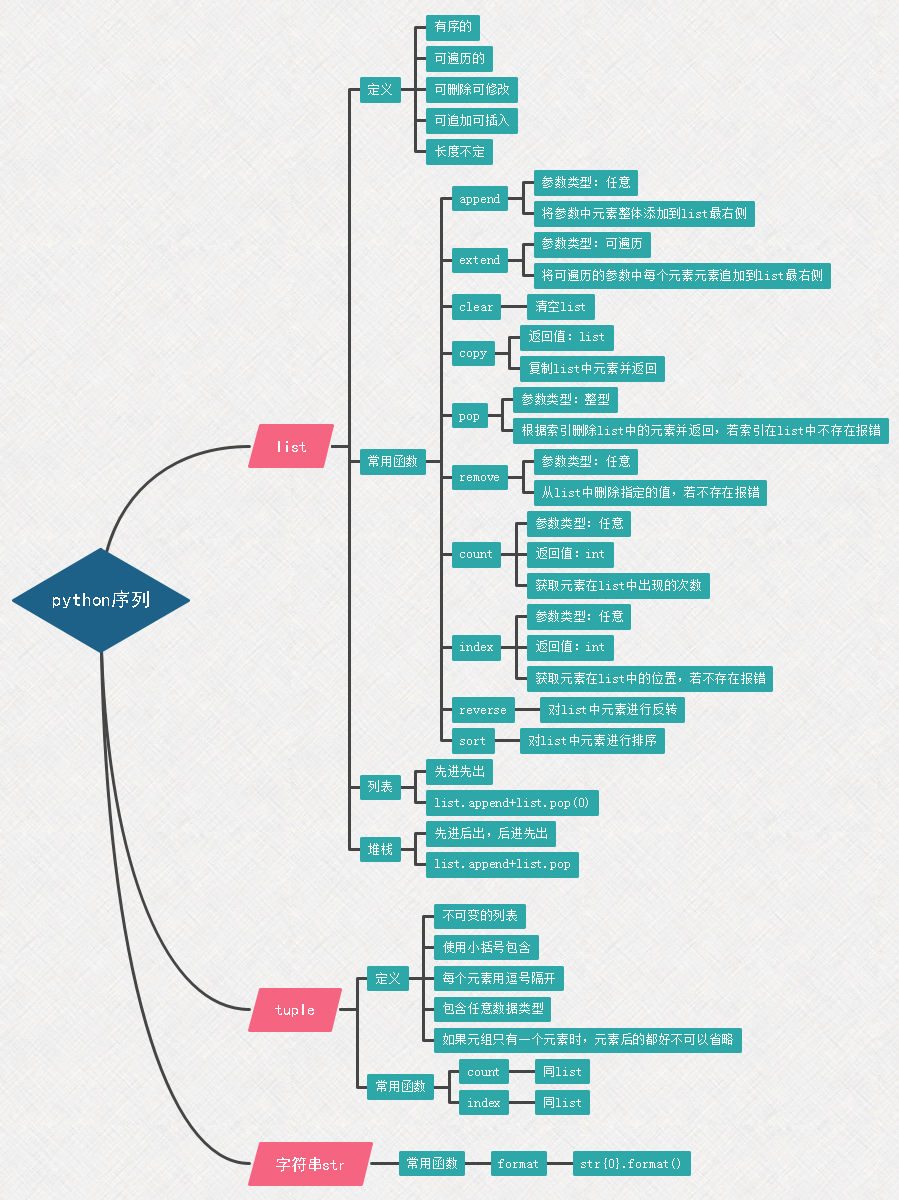 python序列
list
定义
有序的
可遍历的
可删除可修改
可追加可插入
长度不定
常用函数
append
参数类型：任意
将参数中元素整体添加到list最右侧
extend
参数类型：可遍历
将可遍历的参数中每个元素元素追加到list最右侧
clear
清空list
copy
返回值：list
复制list中元素并返回
pop
参数类型：整型
根据索引删除list中的元素并返回，若索引在list中不存在报错
remove
参数类型：任意
从list中删除指定的值，若不存在报错
count
参数类型：任意
返回值：int
获取元素在list中出现的次数
index
参数类型：任意
返回值：int
获取元素在list中的位置，若不存在报错
reverse
对list中元素进行反转
sort
对list中元素进行排序
列表
先进先出
list.append+list.pop(0)
堆栈
先进后出，后进先出
list.append+list.pop
tuple
定义
不可变的列表
使用小括号包含
每个元素用逗号隔开
包含任意数据类型
如果元组只有一个元素时，元素后的都好不可以省略
常用函数
count
同list
index
同list
字符串str
常用函数
format
str{0}.format()